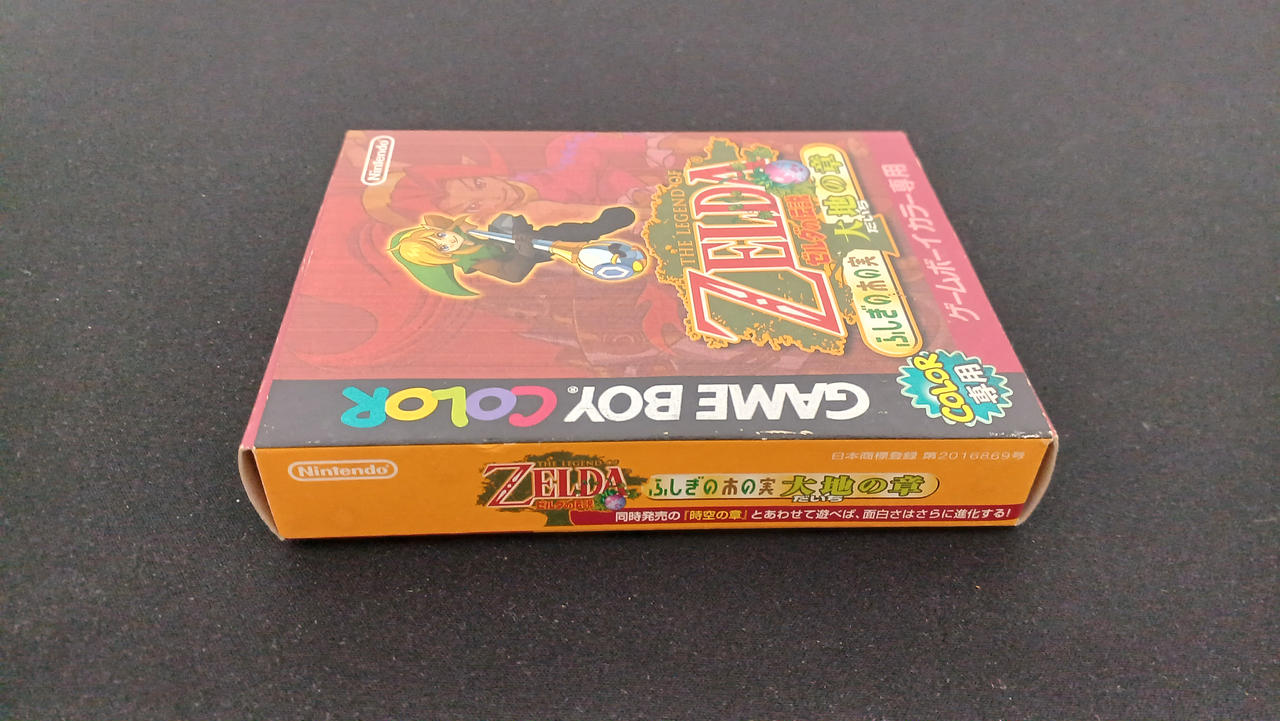 Nintendo
THE LEGEND OF
ZELDA
ゼルダの伝説
ふしぎの木の実
大地の章
だいち
ゲームボーイカラー専用
COLOR
専用
GAME BOY COLOR®
Nintendo®
THE LEGEND OF
ZELDA
ゼルダの伝説
ふしぎの木の実 大地の章
だいち
日本商標登録 第2016869号
同時発売の『時空の章』とあわせて遊べば、面白さはさらに進化する!